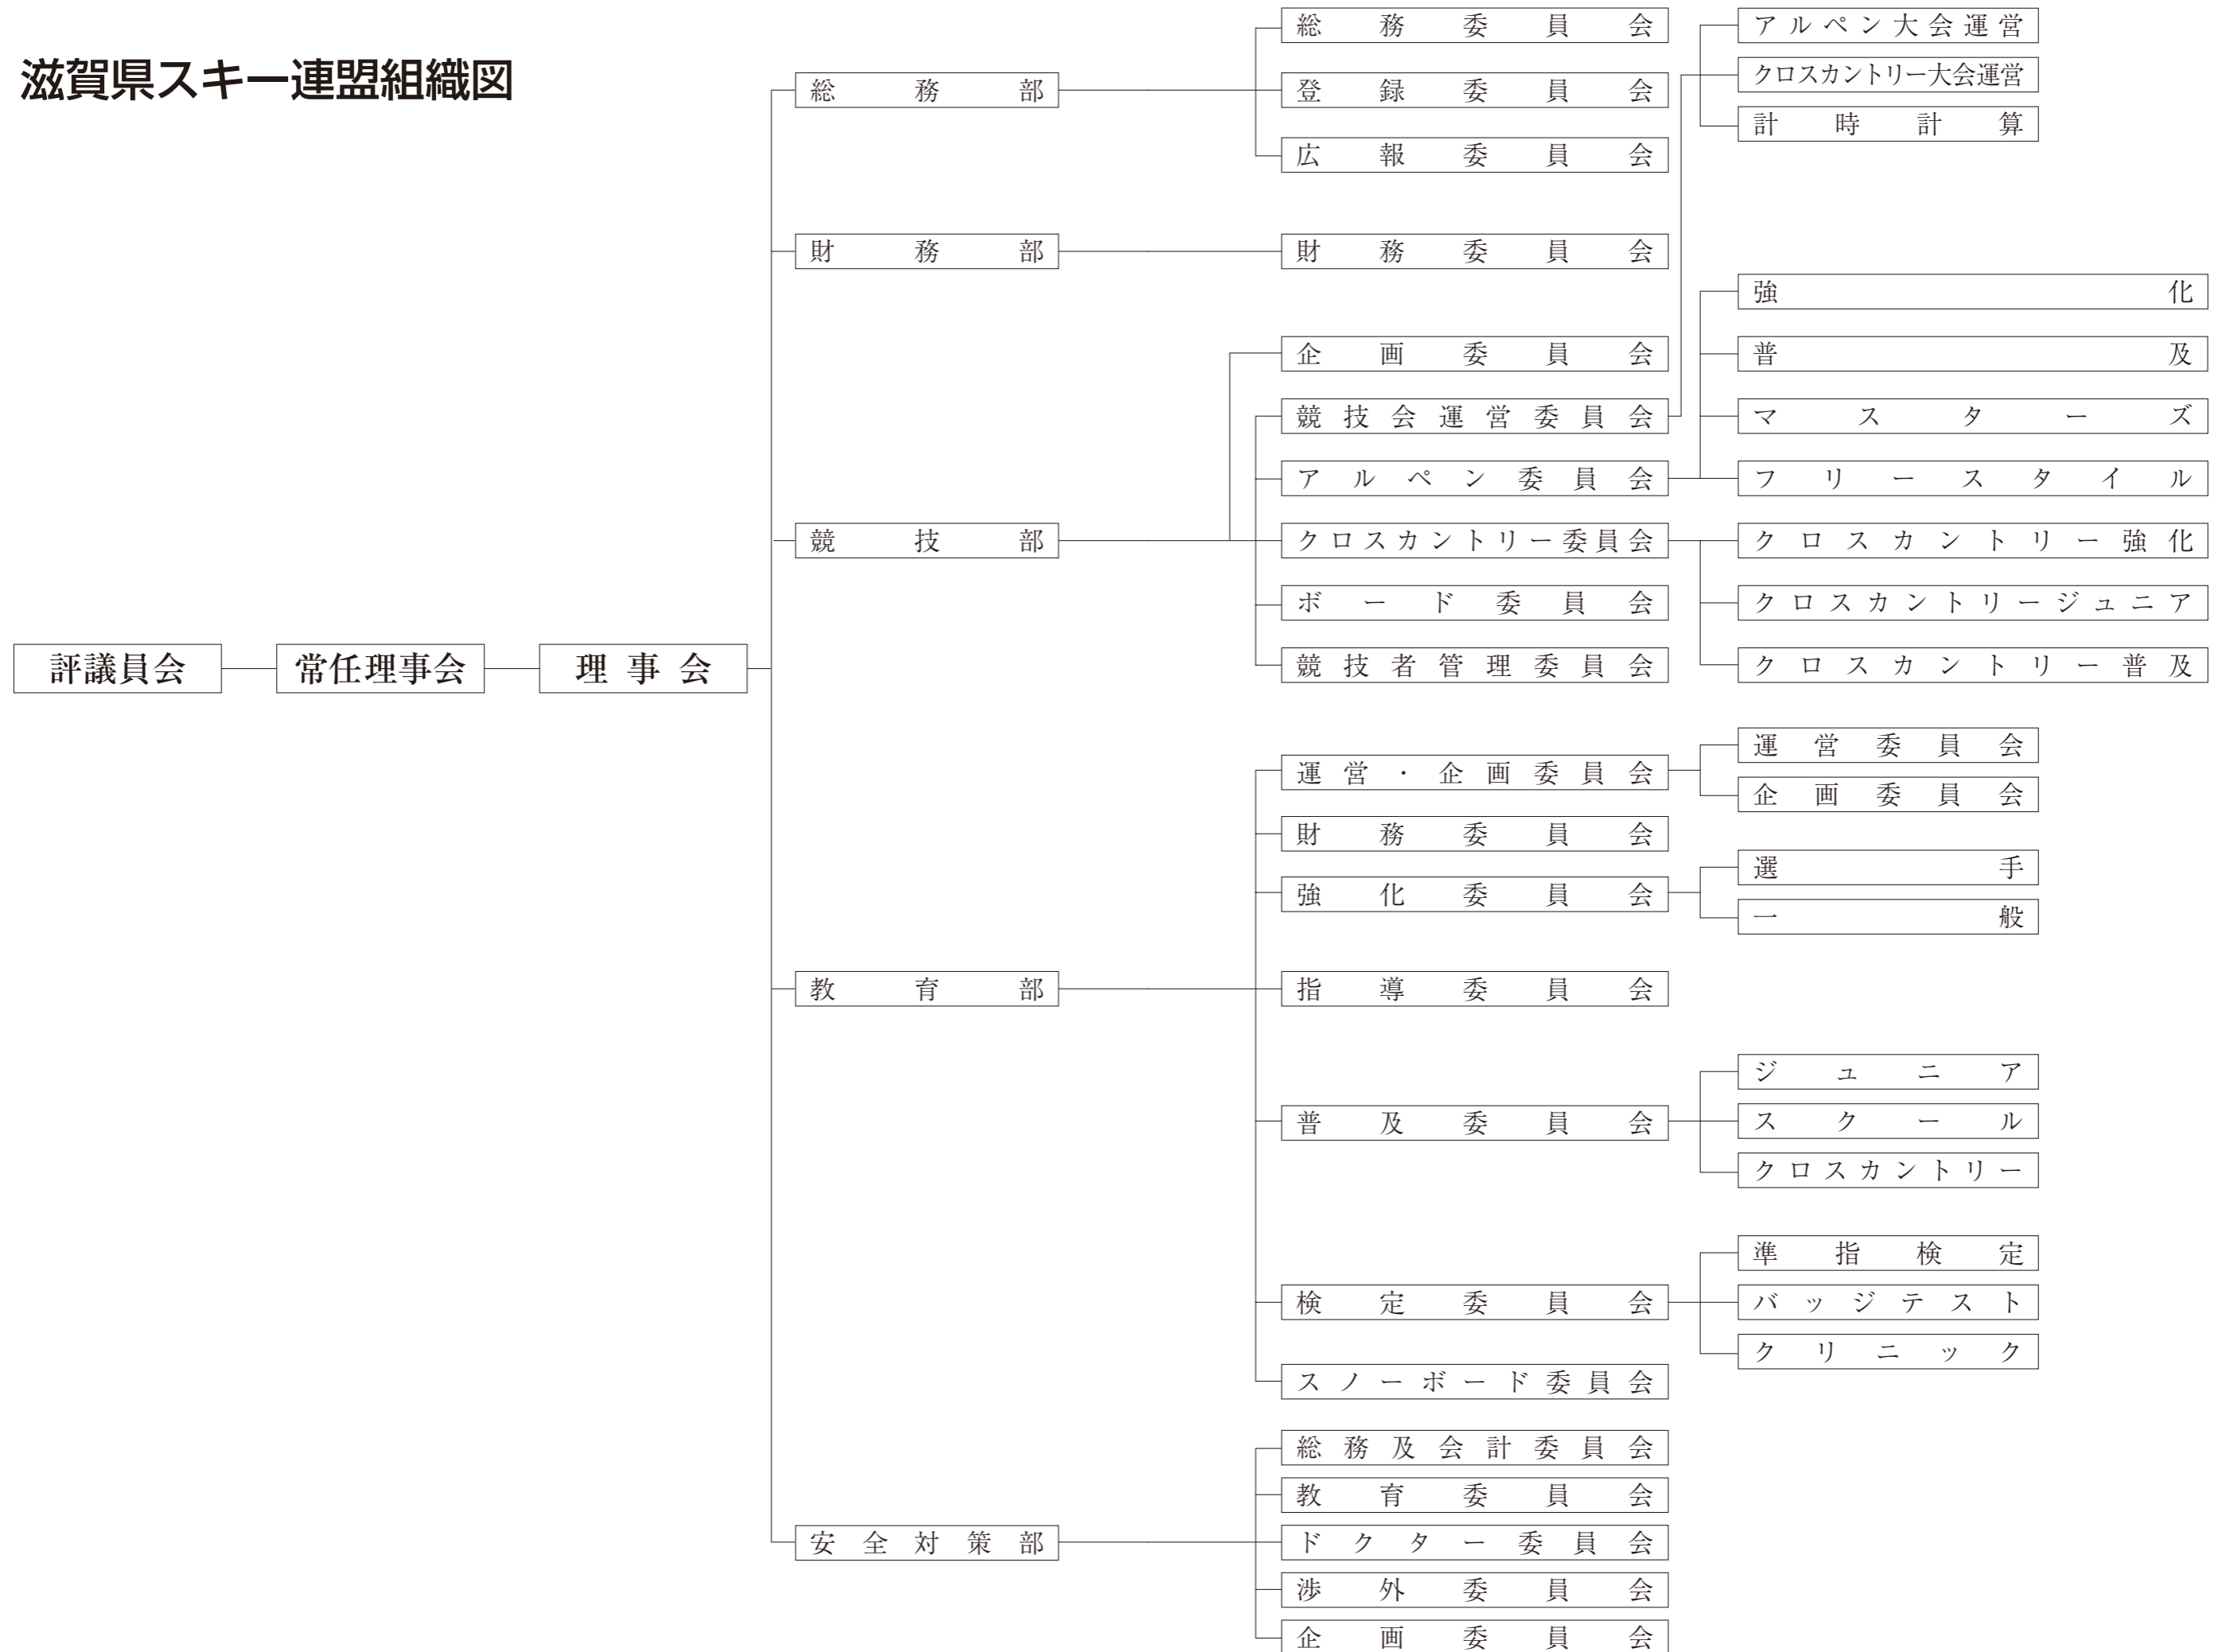 滋賀県スキー連盟組織図
評議員会
常任理事会
理事会
総務部
総務委員会
登録委員会
広報委員会
財務部
財務委員会
競技部
企画委員会
競技会運営委員会
アルペン大会運営
クロスカントリー大会運営
計時計算
アルペン委員会
強化
普及
マスターズ
フリースタイル
クロスカントリー委員会
クロスカントリー強化
クロスカントリージュニア
クロスカントリー普及
ボード委員会
競技者管理委員会
教育部
運営・企画委員会
運営委員会
企画委員会
財務委員会
強化委員会
選手
一般
指導委員会
普及委員会
ジュニア
スクール
クロスカントリー
検定委員会
準指検定
バッジテスト
クリニック
スノーボード委員会
安全対策部
総務及会計委員会
教育委員会
ドクター委員会
渉外委員会
企画委員会